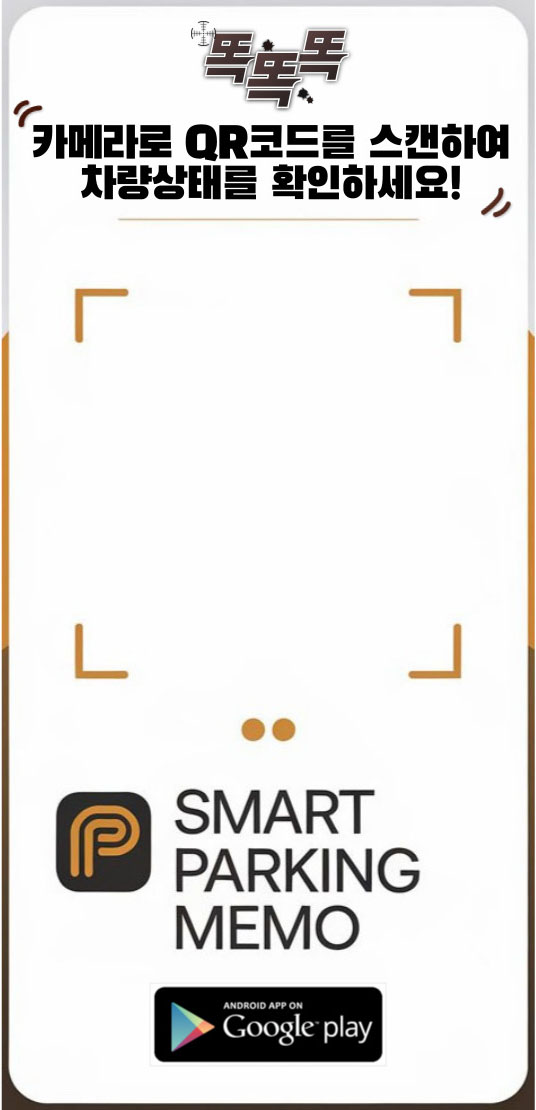 똑똑똑
카메라로 QR코드를 스캔하여
차량상태를 확인하세요!
SMART
PARKING
MEMO
ANDROID APP ON
Google play